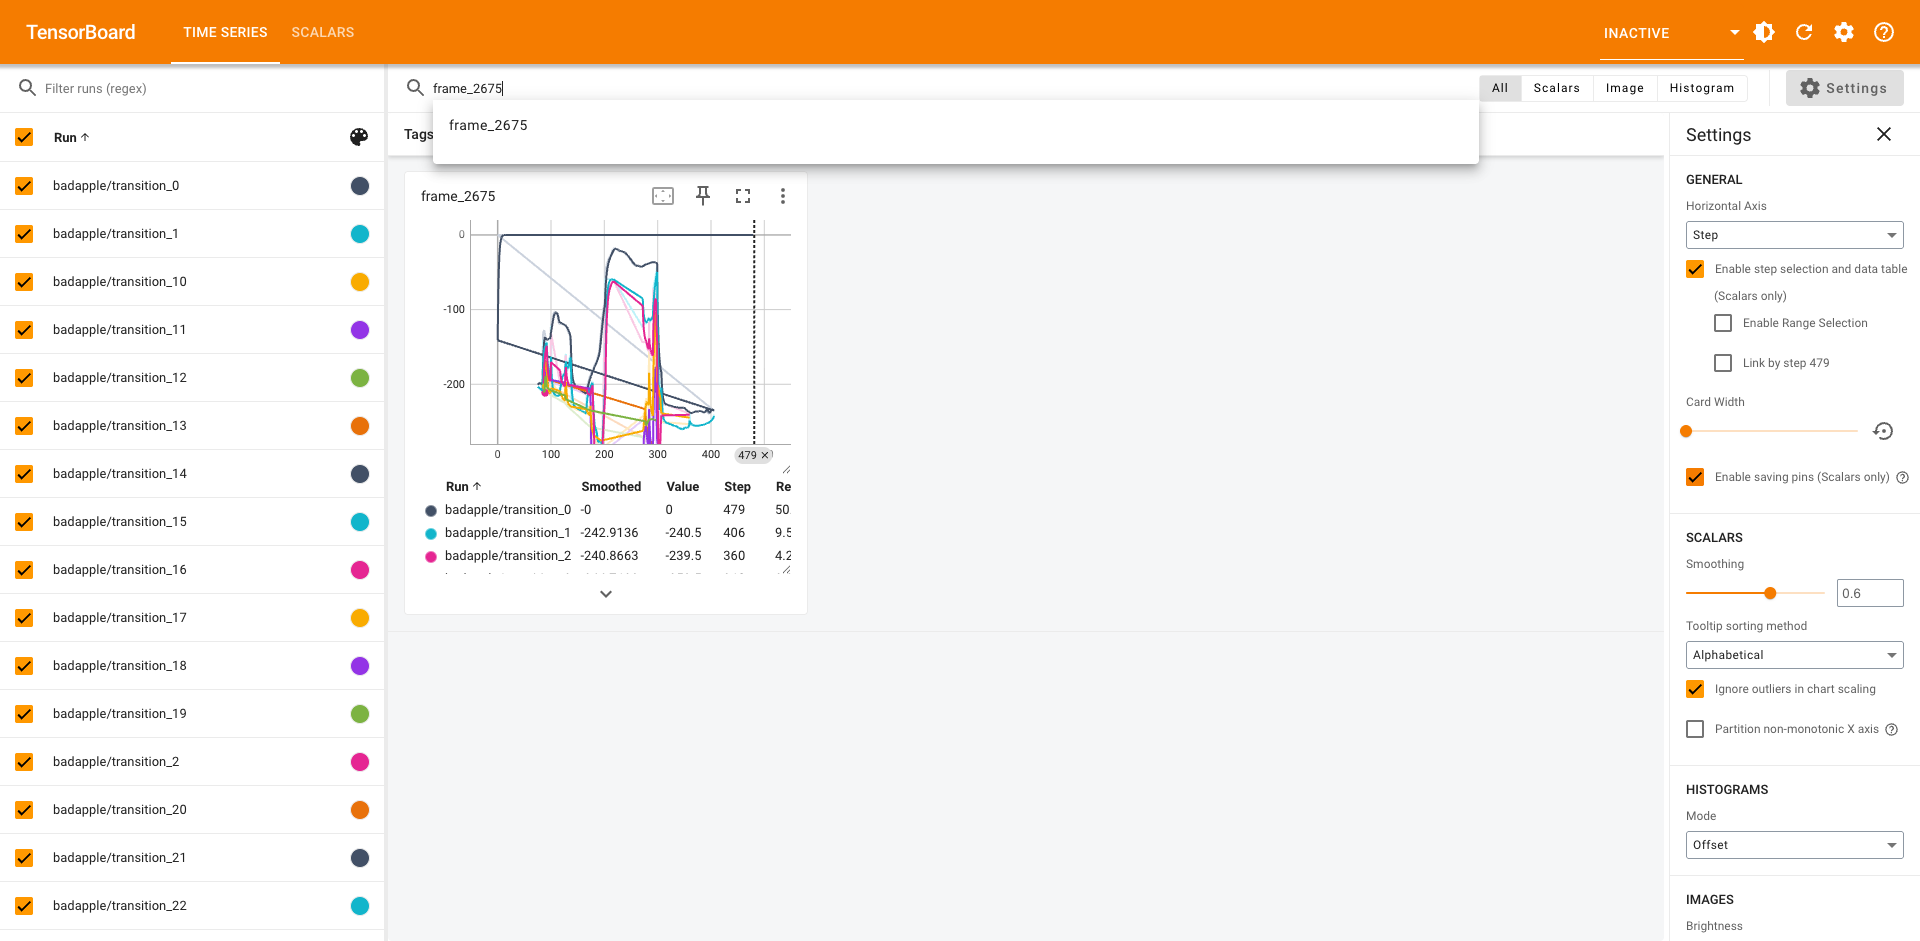 TensorBoard TIME SERIES SCALARS INACTIVE
Filter runs (regex)
frame_2675
All Scalars Image Histogram Settings
frame_2675
Tags
Run
badapple/transition_0
badapple/transition_1
badapple/transition_10
badapple/transition_11
badapple/transition_12
badapple/transition_13
badapple/transition_14
badapple/transition_15
badapple/transition_16
badapple/transition_17
badapple/transition_18
badapple/transition_19
badapple/transition_2
badapple/transition_20
badapple/transition_21
badapple/transition_22
frame_2675
0
-100
-200
0 100 200 300 400 479
Run Smoothed Value Step Re
badapple/transition_0 -0 0 479 50.
badapple/transition_1 -242.9136 -240.5 406 9.5
badapple/transition_2 -240.8663 -239.5 360 4.2
Settings
GENERAL
Horizontal Axis
Step
Enable step selection and data table
(Scalars only)
Enable Range Selection
Link by step 479
Card Width
Enable saving pins (Scalars only)
SCALARS
Smoothing
0.6
Tooltip sorting method
Alphabetical
Ignore outliers in chart scaling
Partition non-monotonic X axis
HISTOGRAMS
Mode
Offset
IMAGES
Brightness